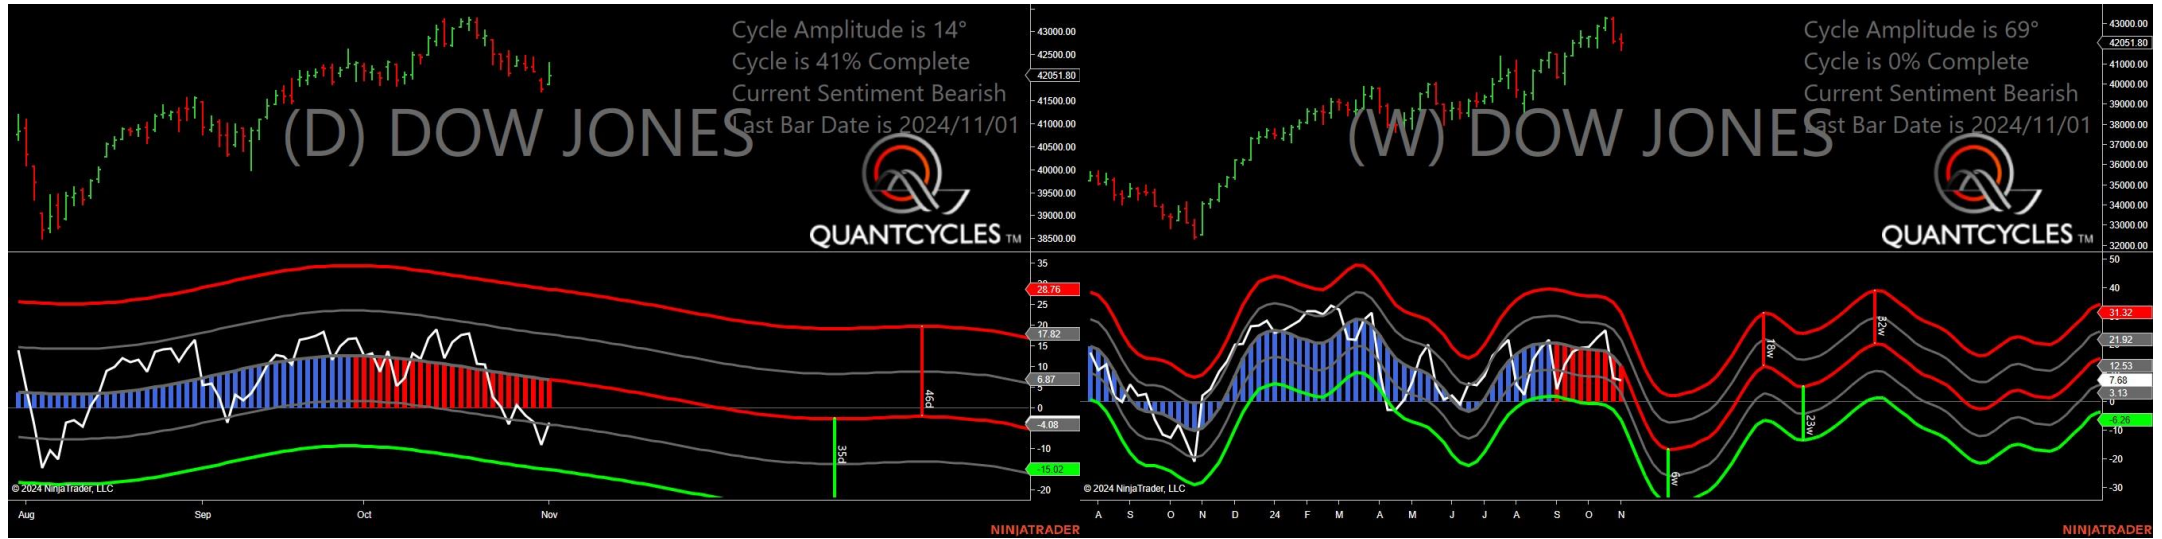 Cycle Amplitude is 14°
Cycle is 41% Complete
Current Sentiment Bearish
Last Bar Date is 2024/11/01
(D) DOW JONES
QUANTCYCLES TM
43000.00
42500.00
42051.80
41500.00
41000.00
40500.00
40000.00
39500.00
39000.00
38500.00
35
28.76
25
20
17.82
15
10
6.87
5
0
-4.08
-10
-15.02
-20
46d
35d
© 2024 NinjaTrader, LLC
Aug Sep Oct Nov
NINJATRADER
Cycle Amplitude is 69°
Cycle is 0% Complete
Current Sentiment Bearish
Last Bar Date is 2024/11/01
(W) DOW JONES
QUANTCYCLES TM
43000.00
42051.80
41000.00
40000.00
39000.00
38000.00
37000.00
36000.00
35000.00
34000.00
33000.00
32000.00
50
40
31.32
21.92
12.53
7.68
3.13
0
-6.26
-10
-20
-30
18w
32w
23w
6w
© 2024 NinjaTrader, LLC
A S O N D 24 F M A M J J A S O N
NINJATRADER